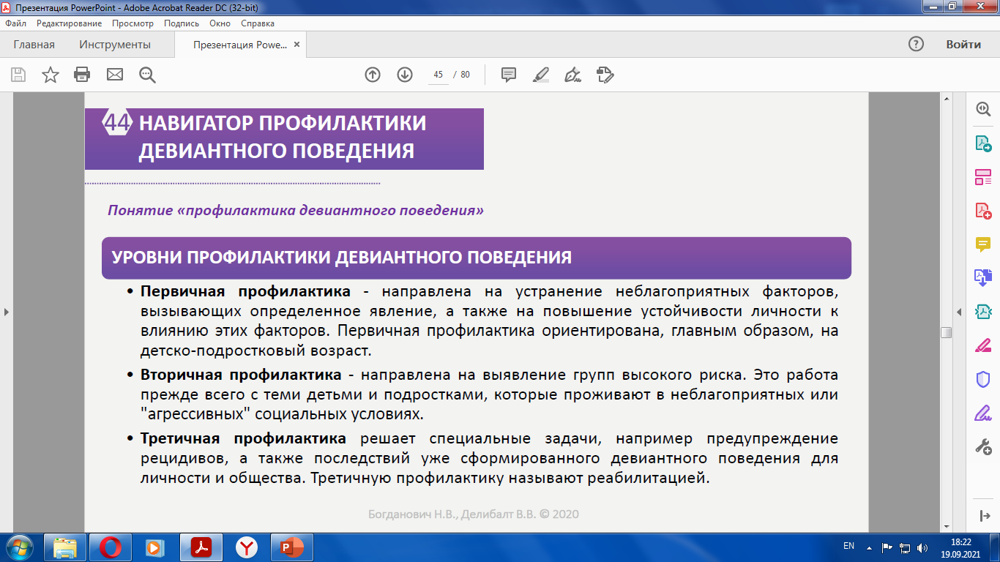 Презентация PowerPoint - Adobe Acrobat Reader DC (32-bit)
Файл Редактирование Просмотр Подпись Окно Справка
Главная Инструменты Презентация Powe... × ? Войти
45 / 80
44 НАВИГАТОР ПРОФИЛАКТИКИ
ДЕВИАНТНОГО ПОВЕДЕНИЯ
Понятие «профилактика девиантного поведения»
УРОВНИ ПРОФИЛАКТИКИ ДЕВИАНТНОГО ПОВЕДЕНИЯ
• Первичная профилактика - направлена на устранение неблагоприятных факторов,
вызывающих определенное явление, а также на повышение устойчивости личности к
влиянию этих факторов. Первичная профилактика ориентирована, главным образом, на
детско-подростковый возраст.
• Вторичная профилактика - направлена на выявление групп высокого риска. Это работа
прежде всего с теми детьми и подростками, которые проживают в неблагоприятных или
"агрессивных" социальных условиях.
• Третичная профилактика решает специальные задачи, например предупреждение
рецидивов, а также последствий уже сформированного девиантного поведения для
личности и общества. Третичную профилактику называют реабилитацией.
Богданович Н.В., Делибалт В.В. © 2020
EN 18:22
19.09.2021